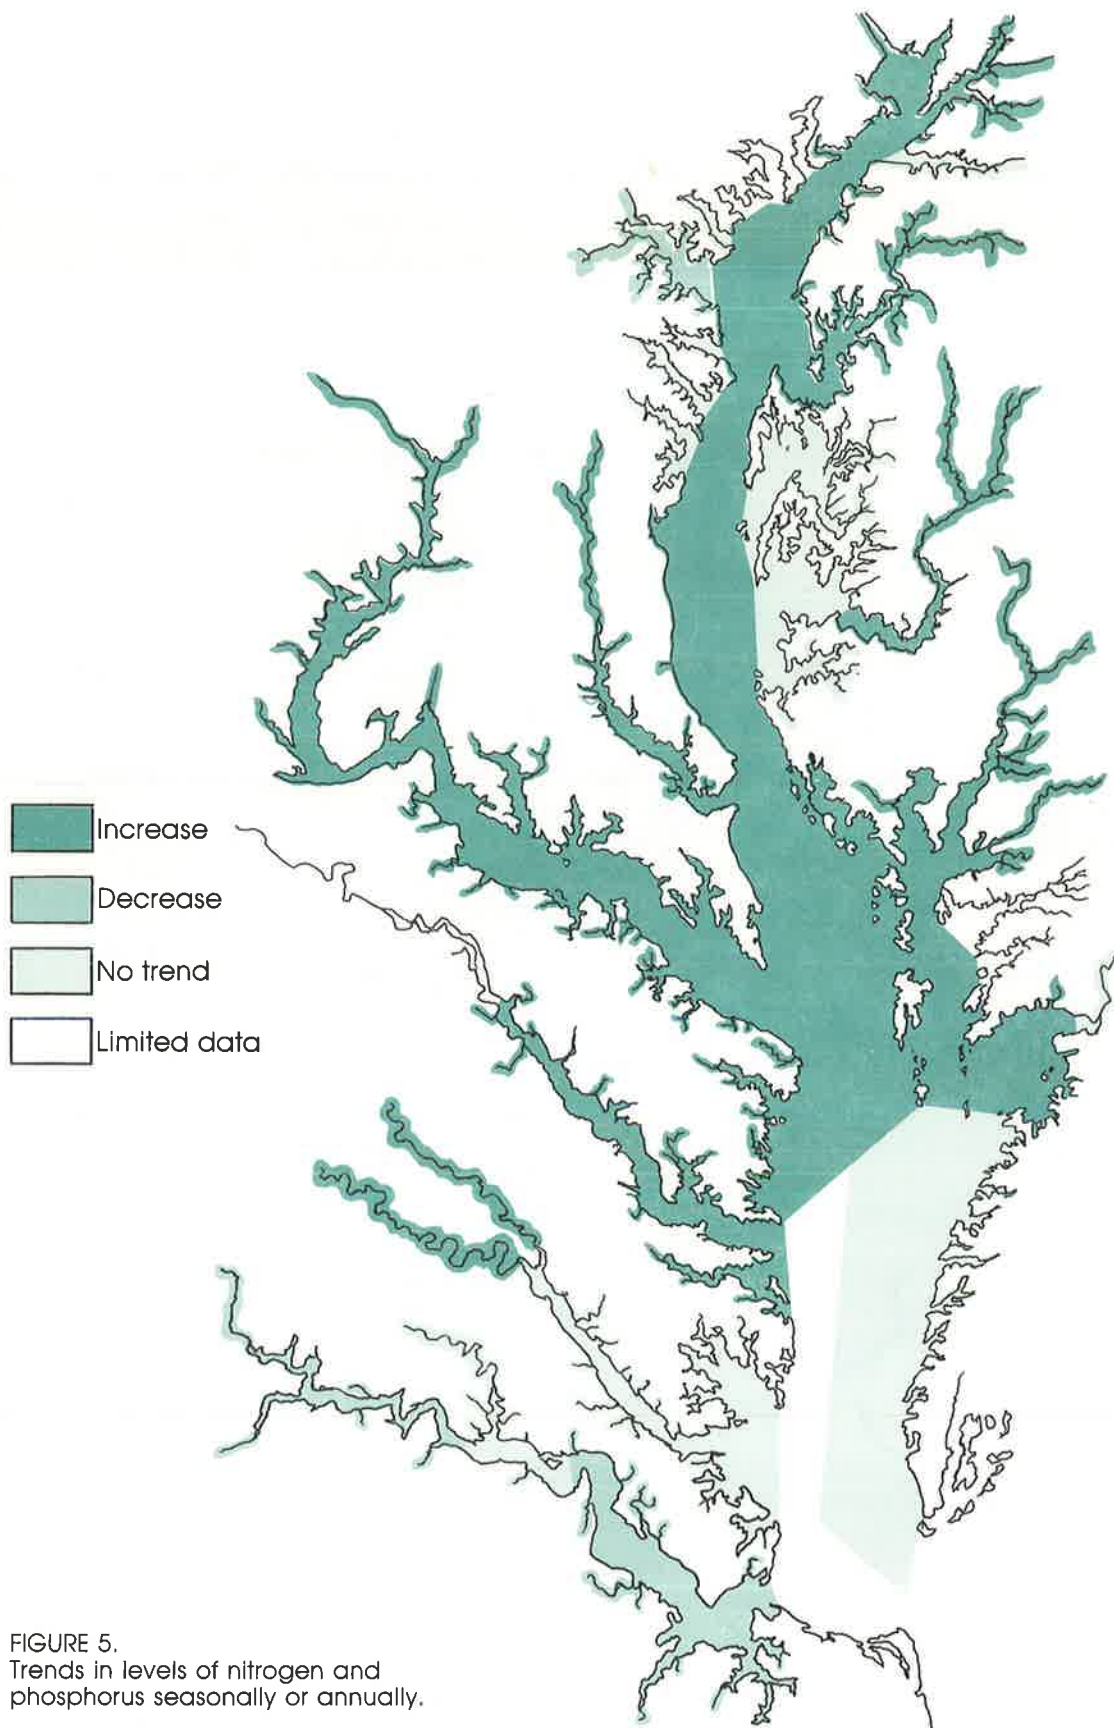 Increase
Decrease
No trend
Limited data
FIGURE 5.
Trends in levels of nitrogen and
phosphorus seasonally or annually.